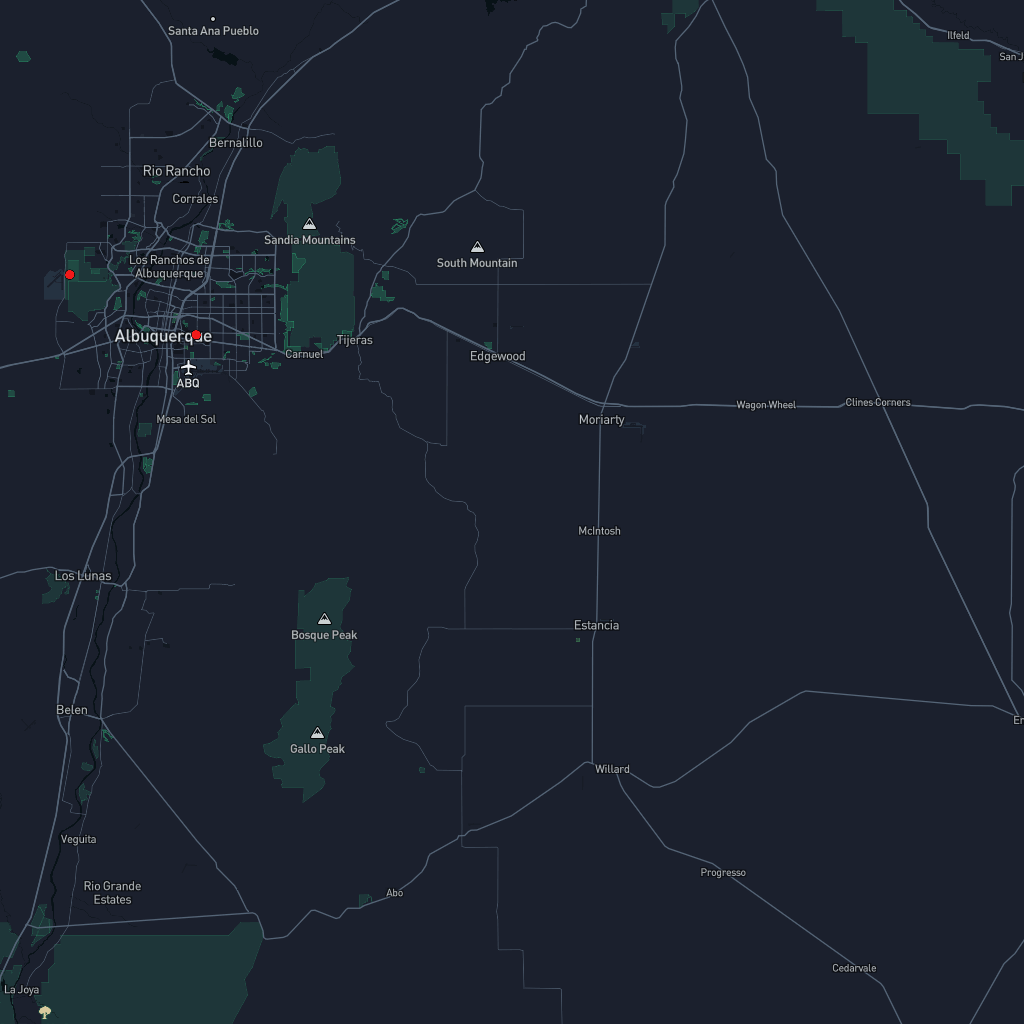 Santa Ana Pueblo
Ilfeld
San J
Bernalillo
Rio Rancho
Corrales
Sandia Mountains
South Mountain
Los Ranchos de
Albuquerque
Albuquerque
Tijeras
Carnuel
Edgewood
ABQ
Mesa del Sol
Moriarty
Wagon Wheel
Clines Corners
McIntosh
Los Lunas
Estancia
Bosque Peak
Belen
En
Gallo Peak
Willard
Veguita
Progresso
Rio Grande
Estates
Abo
Cedarvale
La Joya